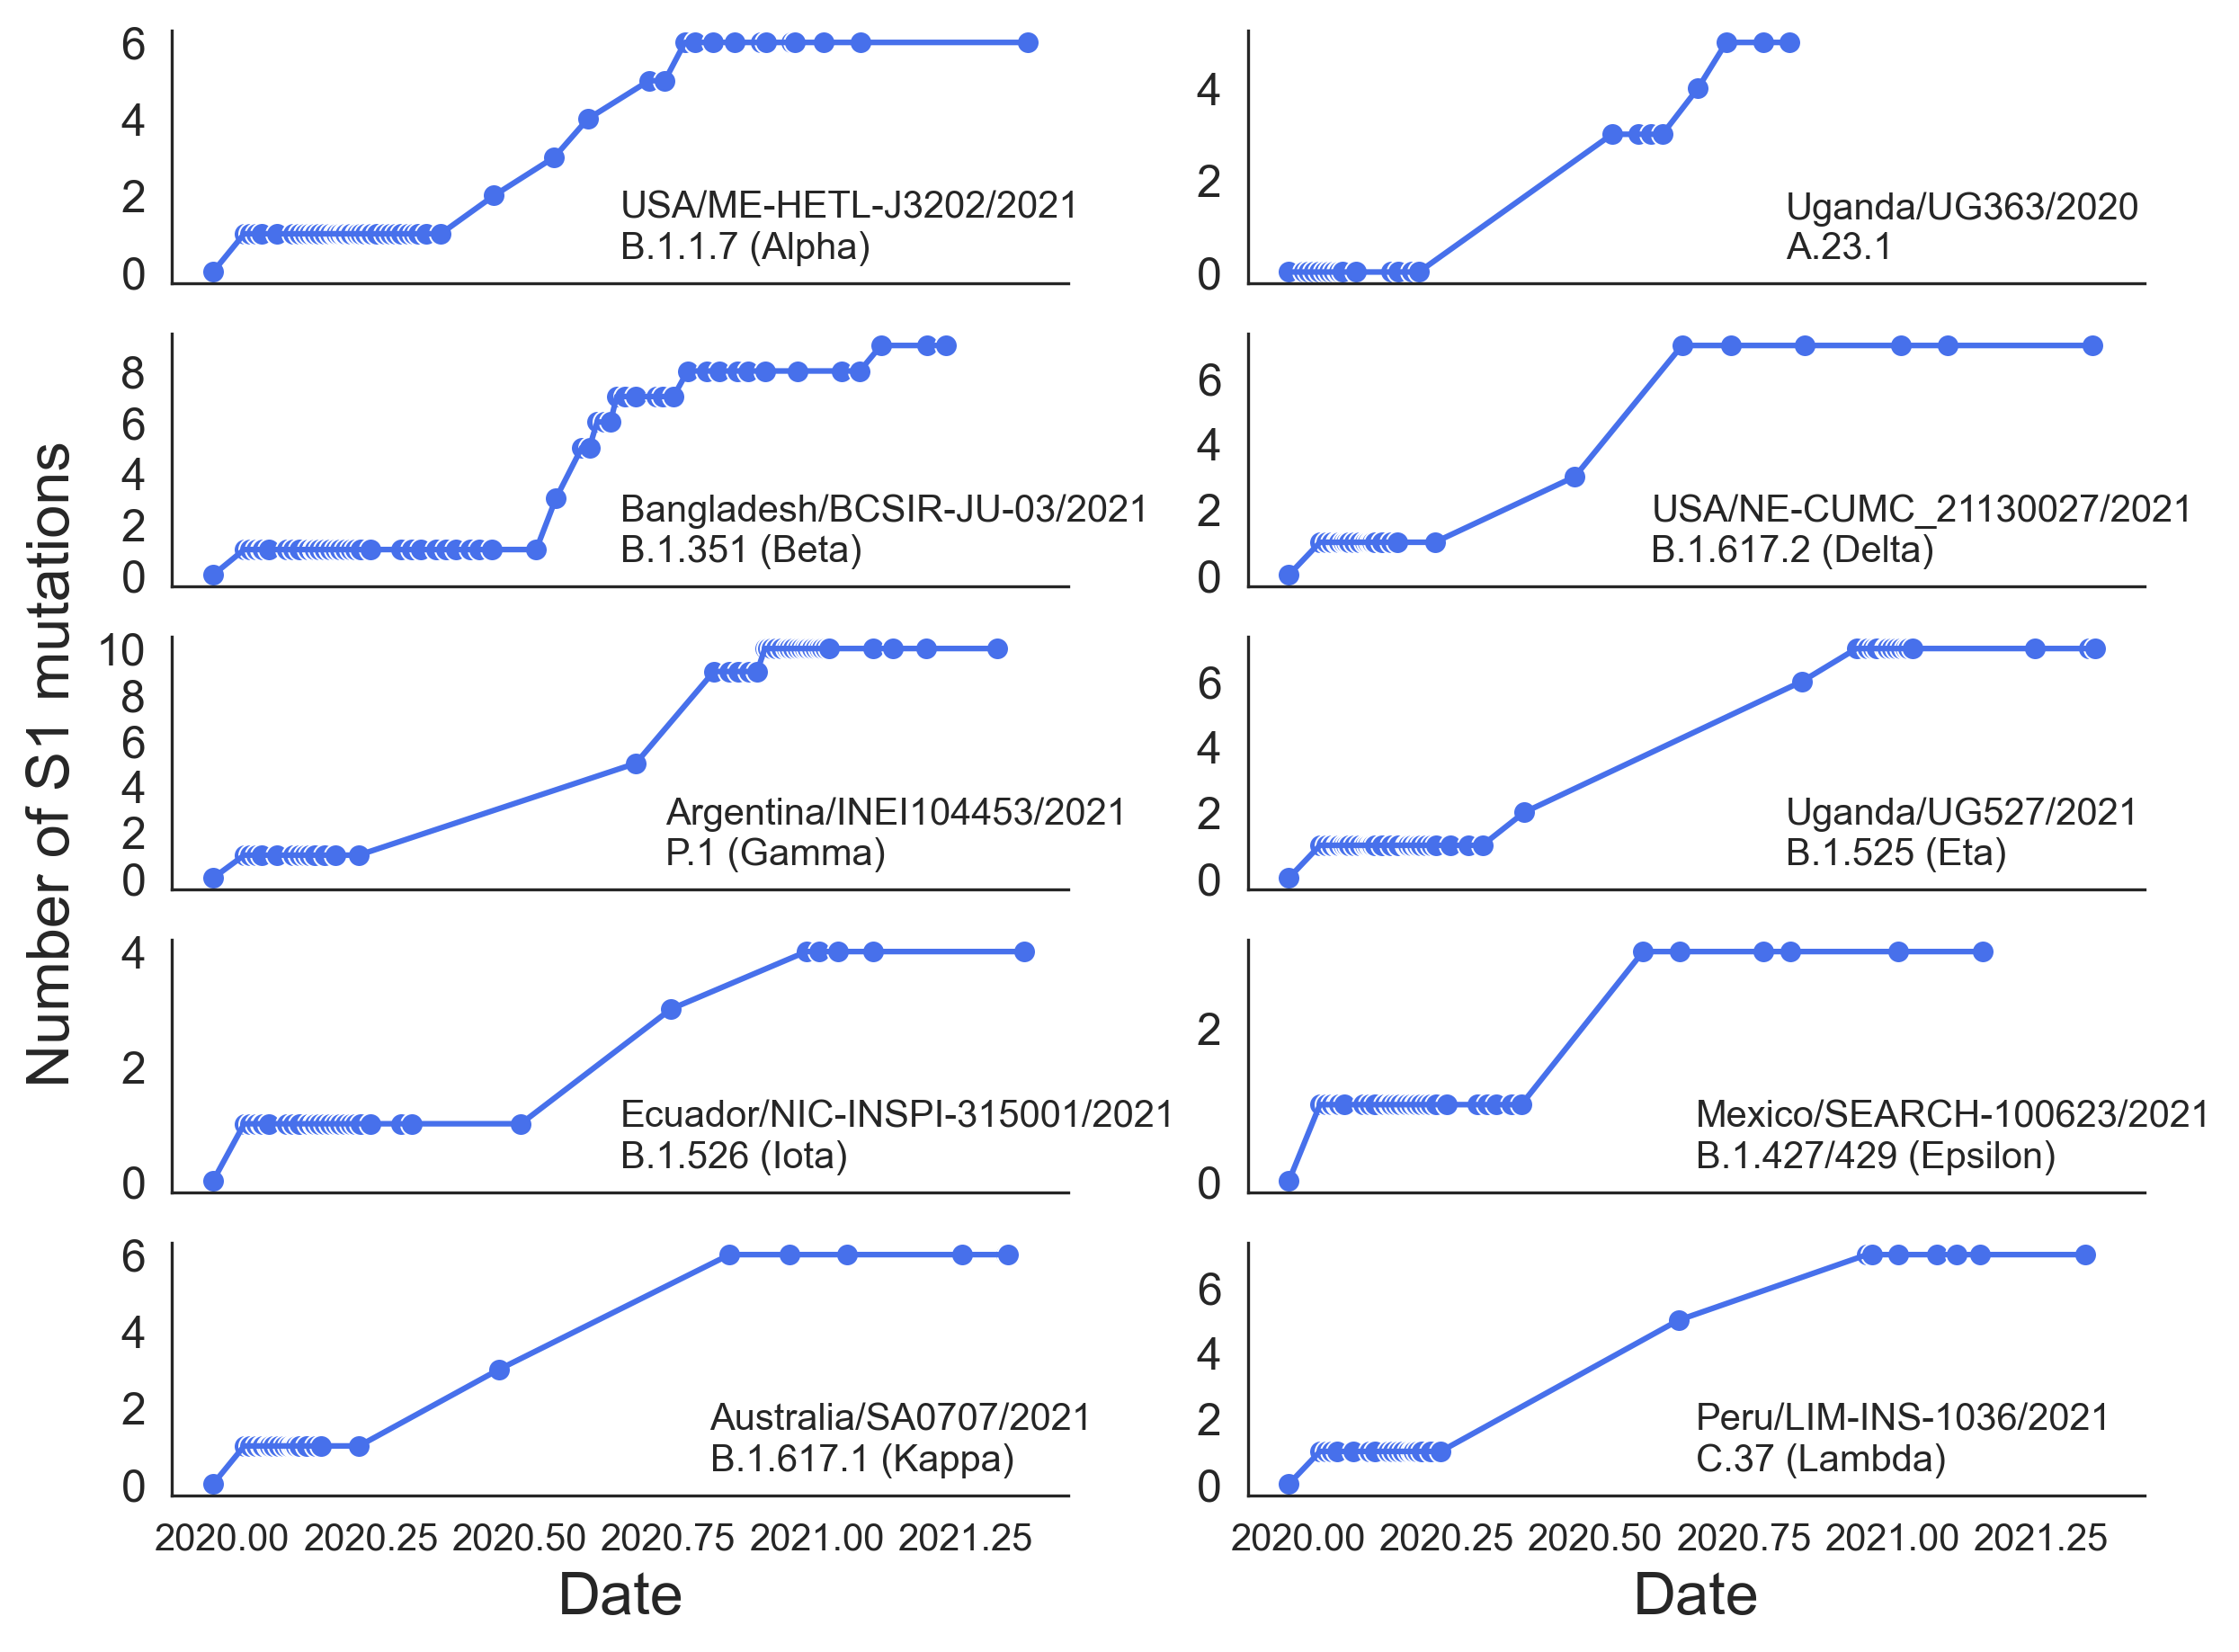 Number of S1 mutations
6
4
2
0
USA/ME-HETL-J3202/2021
B.1.1.7 (Alpha)
4
2
0
Uganda/UG363/2020
A.23.1
8
6
4
2
0
Bangladesh/BCSIR-JU-03/2021
B.1.351 (Beta)
6
4
2
0
USA/NE-CUMC_21130027/2021
B.1.617.2 (Delta)
10
8
6
4
2
0
Argentina/INEI104453/2021
P.1 (Gamma)
6
4
2
0
Uganda/UG527/2021
B.1.525 (Eta)
4
2
0
Ecuador/NIC-INSPI-315001/2021
B.1.526 (Iota)
2
0
Mexico/SEARCH-100623/2021
B.1.427/429 (Epsilon)
6
4
2
0
Australia/SA0707/2021
B.1.617.1 (Kappa)
2020.00 2020.25 2020.50 2020.75 2021.00 2021.25
Date
6
4
2
0
Peru/LIM-INS-1036/2021
C.37 (Lambda)
2020.00 2020.25 2020.50 2020.75 2021.00 2021.25
Date